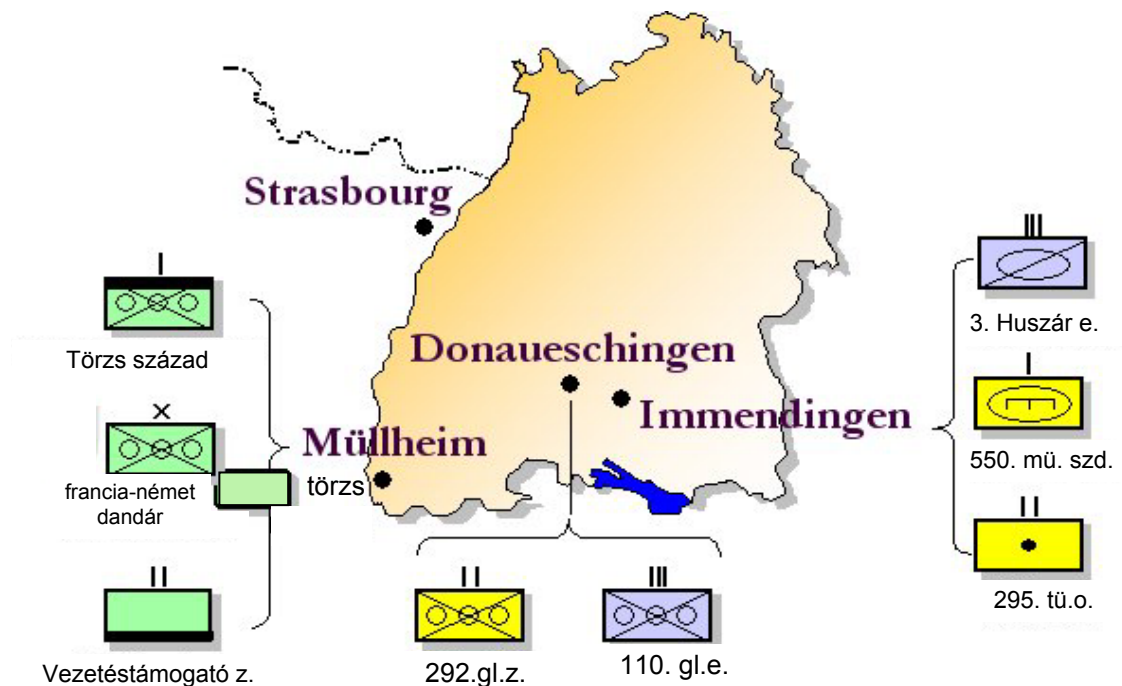 Strasbourg
Törzs század
3. Huszár e.
Donaueschingen
Immendingen
Müllheim
törzs
francia-német
dandár
550. mü. szd.
295. tü.o.
Vezetéstámogató z.
292.gl.z.
110. gl.e.